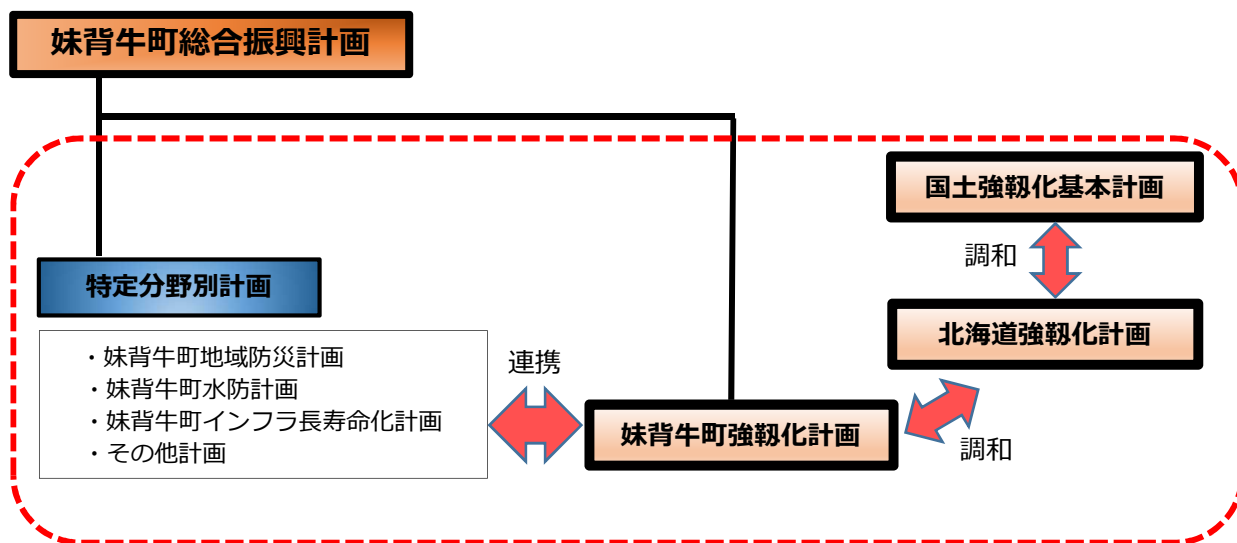 妹背牛町総合振興計画
国土強靱化基本計画
調和
特定分野別計画
北海道強靱化計画
・妹背牛町地域防災計画
・妹背牛町水防計画
・妹背牛町インフラ長寿命化計画
・その他計画
連携
妹背牛町強靱化計画
調和